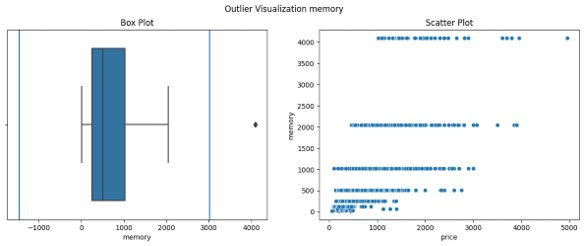 Outlier Visualization memory
Box Plot
−1000 0 1000 2000 3000 4000
memory
Scatter Plot
4000
3500
3000
2500
2000
1500
1000
500
0
memory
0 1000 2000 3000 4000 5000
price